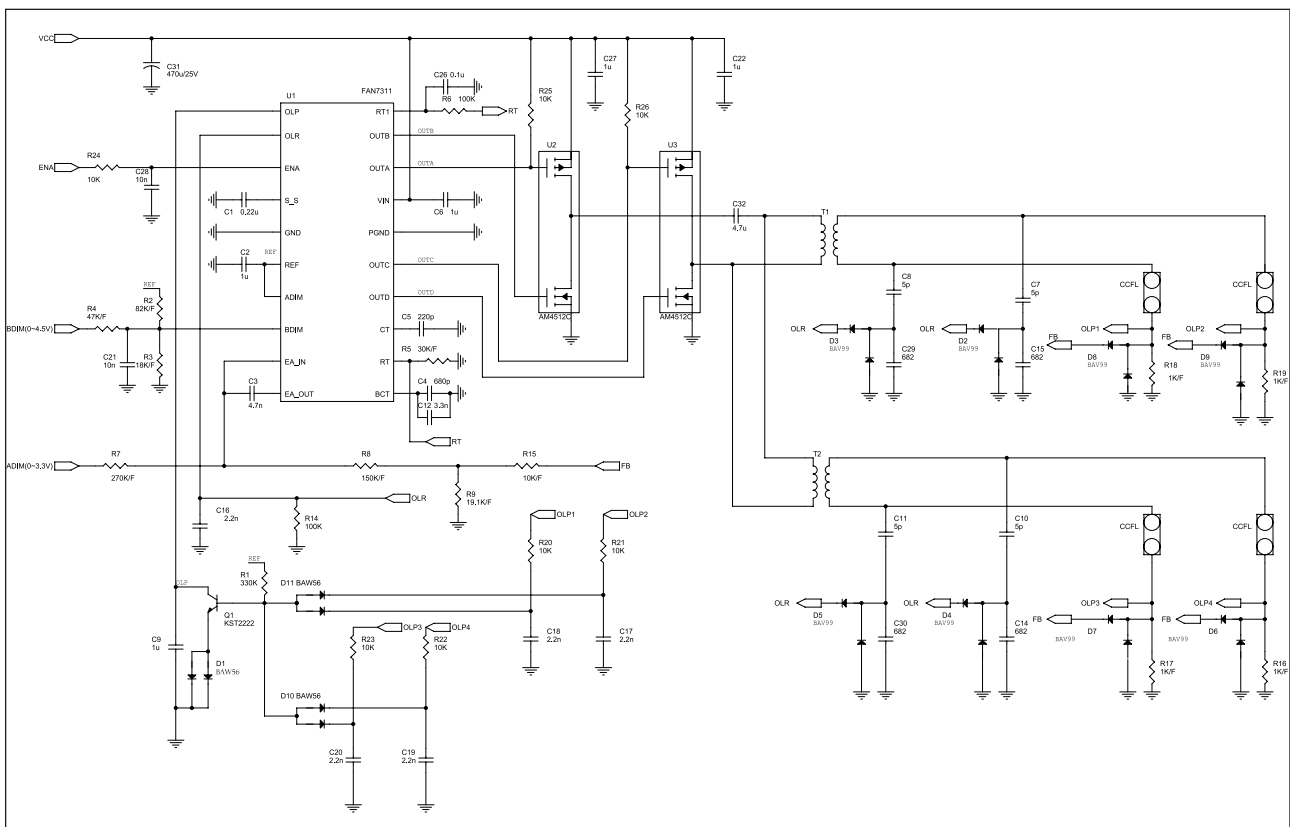 VCC
C31
470u/25V
U1
FAN7311
C26 0.1u
R6 100K
RT
R25
10K
C27
1u
R26
10K
C22
1u
OLP
RT1
OLR
OUTB
OUTB
ENA
R24
10K
C28
10n
ENA
OUTA
OUTA
U2
U3
S_S
C1 0.22u
VIN
C6 1u
GND
PGND
C2
1u
REF
REF
OUTC
OUTC
ADIM
OUTD
OUTD
AM4512C
AM4512C
C32
4.7u
T1
C8
5p
C7
5p
CCFL
CCFL
REF
R2
82K/F
R4
47K/F
BDIM(0~4.5V)
BDIM
CT
C5 220p
C21
10n
R3
18K/F
R5 30K/F
EA_IN
RT
C3
4.7n
EA_OUT
BCT
C4 680p
C12 3.3n
RT
OLR
D3
BAV99
C29
682
OLR
D2
C15
682
OLP1
FB
D8
BAV99
R18
1K/F
OLP2
FB
D9
BAV99
R19
1K/F
ADIM(0~3.3V)
R7
270K/F
R8
150K/F
R15
10K/F
FB
R9
19.1K/F
OLR
C16
2.2n
R14
100K
T2
C11
5p
C10
5p
CCFL
CCFL
OLP1
OLP2
R20
10K
R21
10K
REF
R1
330K
OLP
D11 BAW56
Q1
KST2222
C9
1u
D1
BAW56
C18
2.2n
C17
2.2n
OLP3
OLP4
R23
10K
R22
10K
D10 BAW56
C20
2.2n
C19
2.2n
OLR
D5
BAV99
C30
682
OLR
D4
BAV99
C14
682
OLP3
FB
BAV99
D7
R17
1K/F
OLP4
FB
BAV99
D6
R16
1K/F